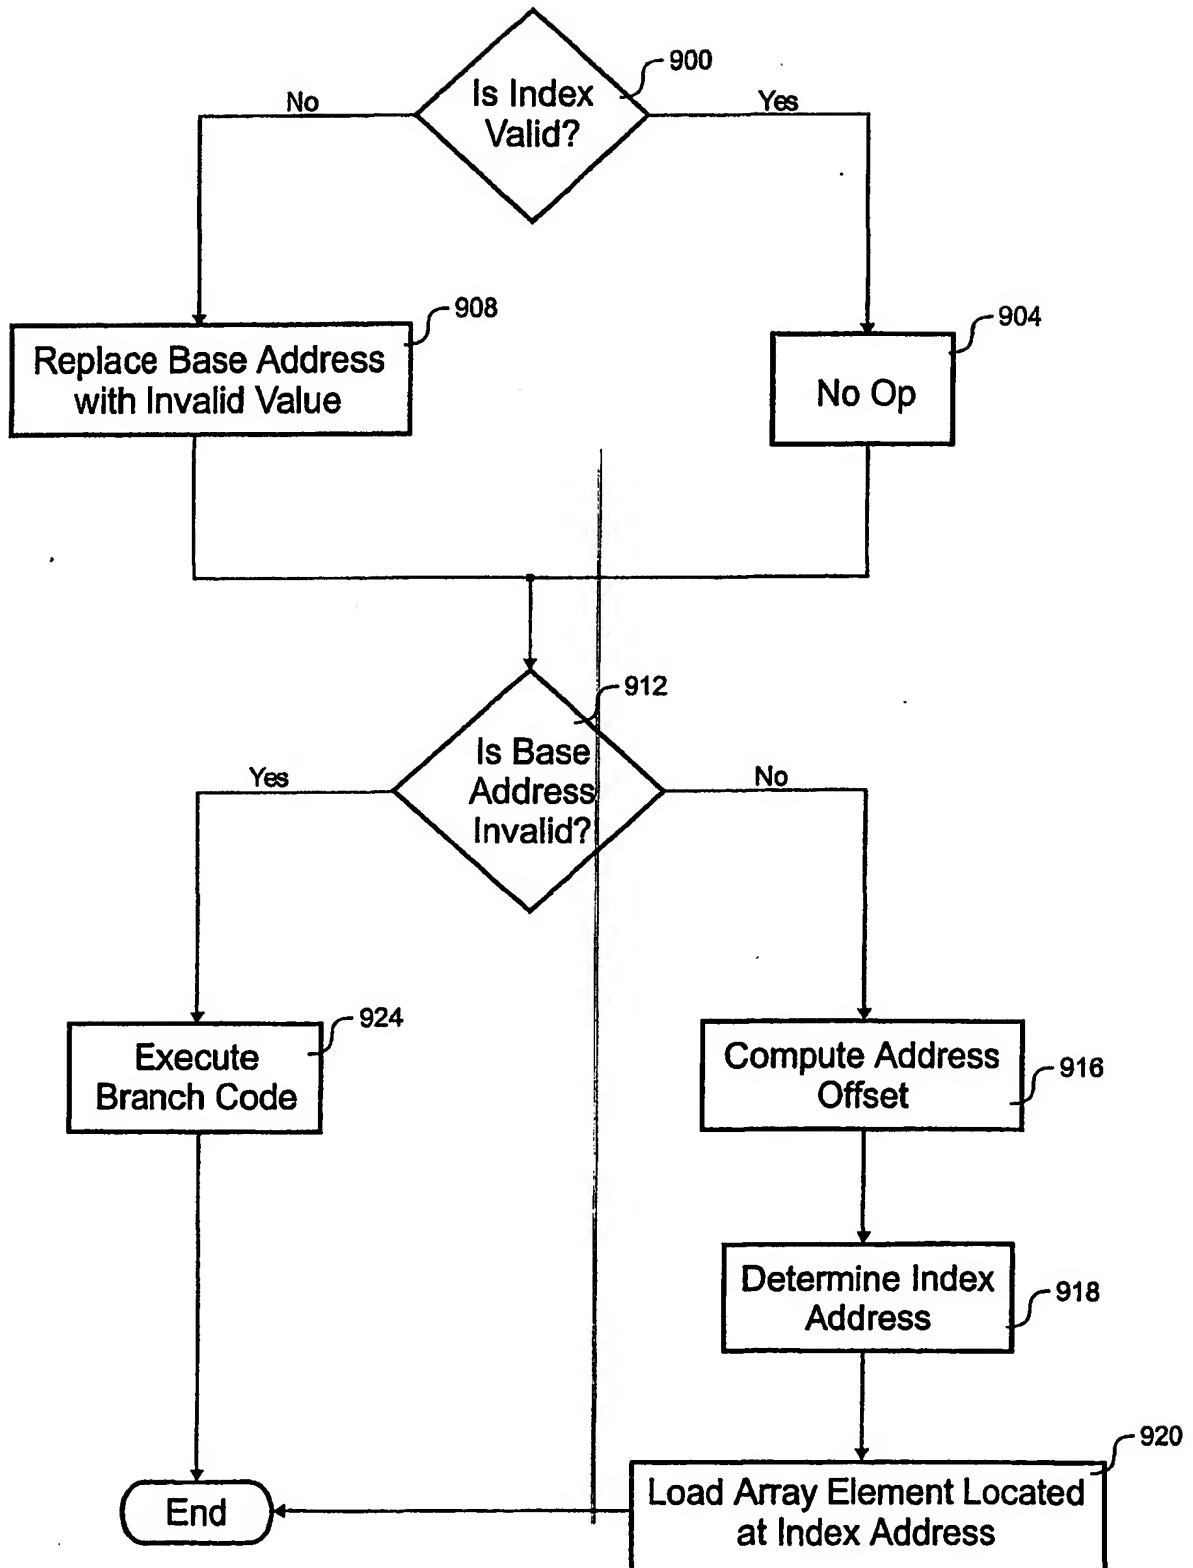 900
Is Index
Valid?
No
Yes
908
Replace Base Address
with Invalid Value
904
No Op
912
Is Base
Address
Invalid?
Yes
No
924
Execute
Branch Code
Compute Address
Offset
916
Determine Index
Address
918
920
Load Array Element Located
at Index Address
End